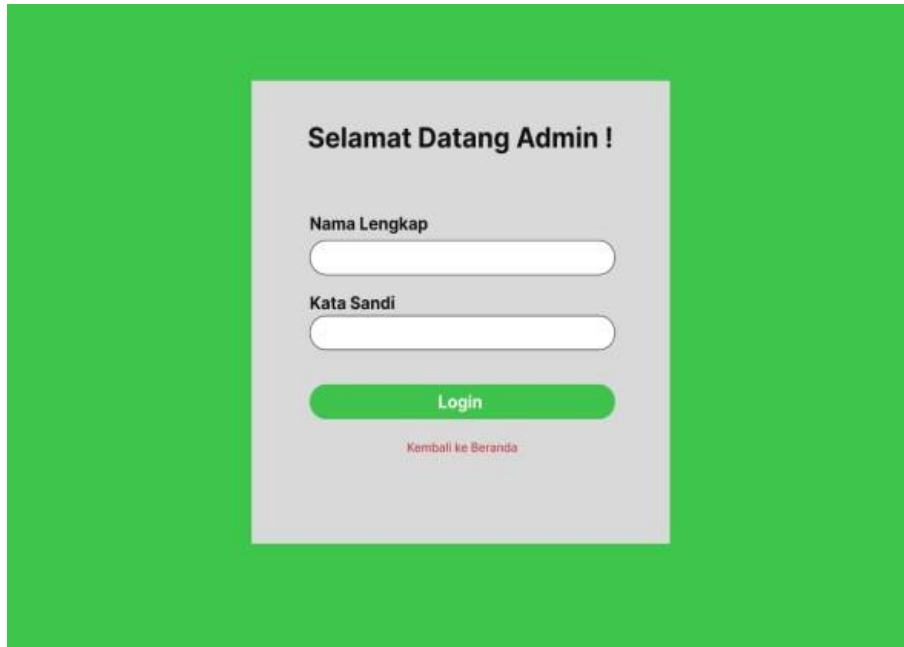 Selamat Datang Admin !
Nama Lengkap
Kata Sandi
Login
Kembali ke Beranda